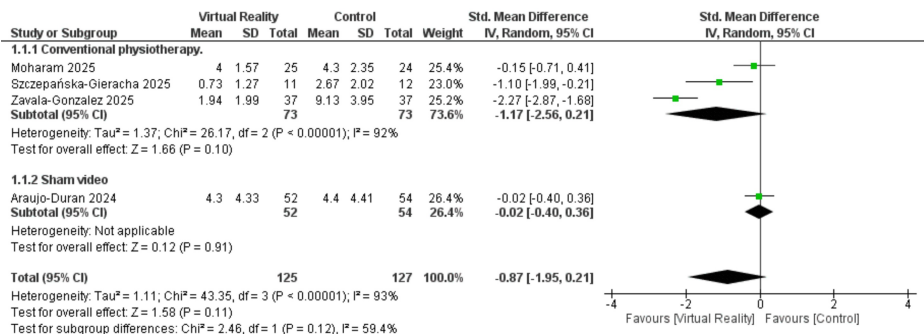 Virtual Reality Control Std. Mean Difference Std. Mean Difference
Study or Subgroup Mean SD Total Mean SD Total Weight IV, Random, 95% CI IV, Random, 95% CI
1.1.1 Conventional physiotherapy.
Moharam 2025 4 1.57 25 4.3 2.35 24 25.4% -0.15 [-0.71, 0.41]
Szczepańska-Gieracha 2025 0.73 1.27 11 2.67 2.02 12 23.0% -1.10 [-1.99, -0.21]
Zavala-Gonzalez 2025 1.94 1.99 37 9.13 3.95 37 25.2% -2.27 [-2.87, -1.68]
Subtotal (95% CI) 73 73 73.6% -1.17 [-2.56, 0.21]
Heterogeneity: Tau² = 1.37; Chi² = 26.17, df = 2 (P < 0.00001); I² = 92%
Test for overall effect: Z = 1.66 (P = 0.10)
1.1.2 Sham video
Araujo-Duran 2024 4.3 4.33 52 4.4 4.41 54 26.4% -0.02 [-0.40, 0.36]
Subtotal (95% CI) 52 54 26.4% -0.02 [-0.40, 0.36]
Heterogeneity: Not applicable
Test for overall effect: Z = 0.12 (P = 0.91)
Total (95% CI) 125 127 100.0% -0.87 [-1.95, 0.21]
Heterogeneity: Tau² = 1.11; Chi² = 43.35, df = 3 (P < 0.00001); I² = 93%
Test for overall effect: Z = 1.58 (P = 0.11)
Test for subgroup differences: Chi² = 2.46, df = 1 (P = 0.12), I² = 59.4%
-4 -2 0 2 4
Favours [Virtual Reality] Favours [Control]